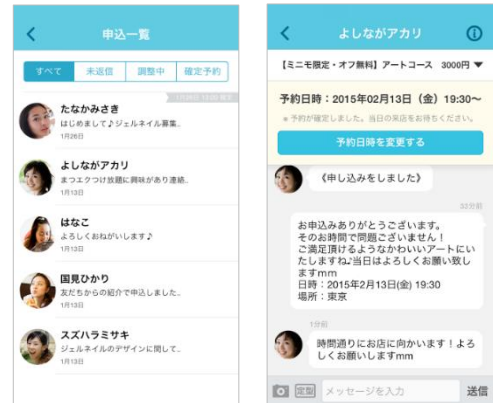 申込一覧
すべて
未返信
調整中
確定予約
たなかみさき
はじめまして♪ジェルネイル募集..
1月26日
よしながアカリ
まつエクつけ放題に興味があり連絡..
1月13日
はなこ
よろしくおねがいします♪
1月13日
国見ひかり
友だちからの紹介で申込しました..
1月13日
スズハラミサキ
ジェルネイルのデザインに関して..
1月13日
よしながアカリ
【ミニモ限定・オフ無料】アートコース 3000円 ▼
予約日時：2015年02月13日（金）19:30〜
※ 予約が確定しました。当日の来店をお待ちください。
予約日時を変更する
《申し込みをしました》
33分前
お申込みありがとうございます。
そのお時間で問題ございません！
ご満足頂けるようなかわいいアートにい
たしますね♪当日はよろしくお願い致し
ますmm
日時：2015年2月13日(金) 19:30
場所：東京
1分前
時間通りにお店に向かいます！よろ
しくお願いしますmm
定型
メッセージを入力
送信